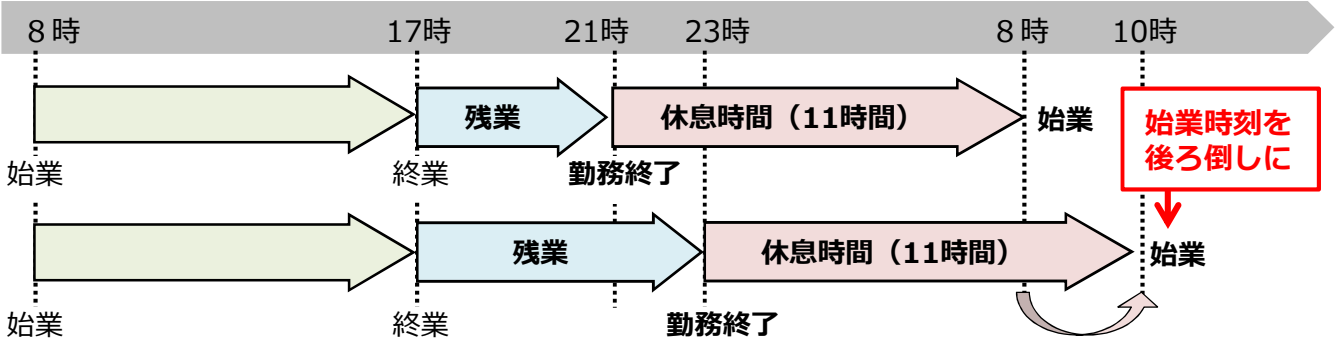 ８時 17時 21時 23時 ８時 10時
残業 休息時間（11時間） 始業
始業時刻を
後ろ倒しに
始業 終業 勤務終了
残業 休息時間（11時間） 始業
始業 終業 勤務終了